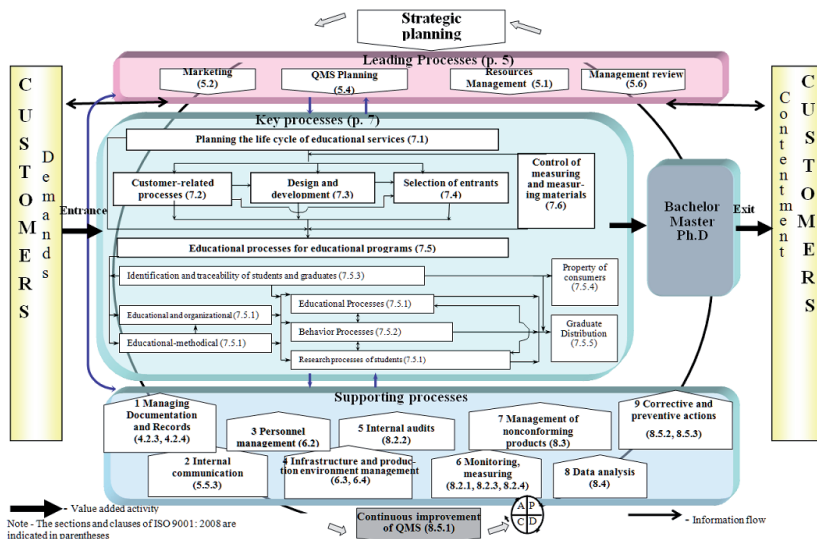 Strategic
planning
Leading Processes (p. 5)
Marketing
(5.2)
QMS Planning
(5.4)
Resources
Management (5.1)
Management review
(5.6)
CUSTOMERS
Demands
Entrance
Key processes (p. 7)
Planning the life cycle of educational services (7.1)
Customer-related
processes (7.2)
Design and
development (7.3)
Selection of entrants
(7.4)
Control of
measuring
and measur-
ing materials
(7.6)
Educational processes for educational programs (7.5)
Identification and traceability of students and graduates (7.5.3)
Property of
consumers
(7.5.4)
Educational and organizational (7.5.1)
Educational-methodical (7.5.1)
Educational Processes (7.5.1)
Behavior Processes (7.5.2)
Research processes of students (7.5.1)
Graduate
Distribution
(7.5.5)
Bachelor
Master
Ph.D
Exit
Contentment
CUSTOMERS
Supporting processes
1 Managing
Documentation
and Records
(4.2.3, 4.2.4)
3 Personnel
management (6.2)
5 Internal audits
(8.2.2)
7 Management of
nonconforming
products (8.3)
9 Corrective and
preventive actions
(8.5.2, 8.5.3)
2 Internal
communication
(5.5.3)
4 Infrastructure and produc-
tion environment management
(6.3, 6.4)
6 Monitoring,
measuring
(8.2.1, 8.2.3, 8.2.4)
8 Data analysis
(8.4)
- Value added activity
Note - The sections and clauses of ISO 9001: 2008 are
indicated in parentheses
Continuous improvement
of QMS (8.5.1)
A P
C D
- Information flow